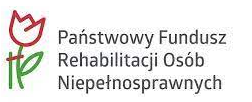 Państwowy Fundusz
Rehabilitacji Osób
Niepełnosprawnych